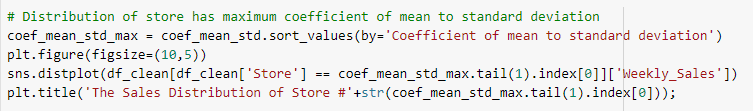 # Distribution of store has maximum coefficient of mean to standard deviation
coef_mean_std_max = coef_mean_std.sort_values(by='Coefficient of mean to standard deviation')
plt.figure(figsize=(10,5))
sns.distplot(df_clean[df_clean['Store'] == coef_mean_std_max.tail(1).index[0]]['Weekly_Sales'])
plt.title('The Sales Distribution of Store #'+str(coef_mean_std_max.tail(1).index[0]));